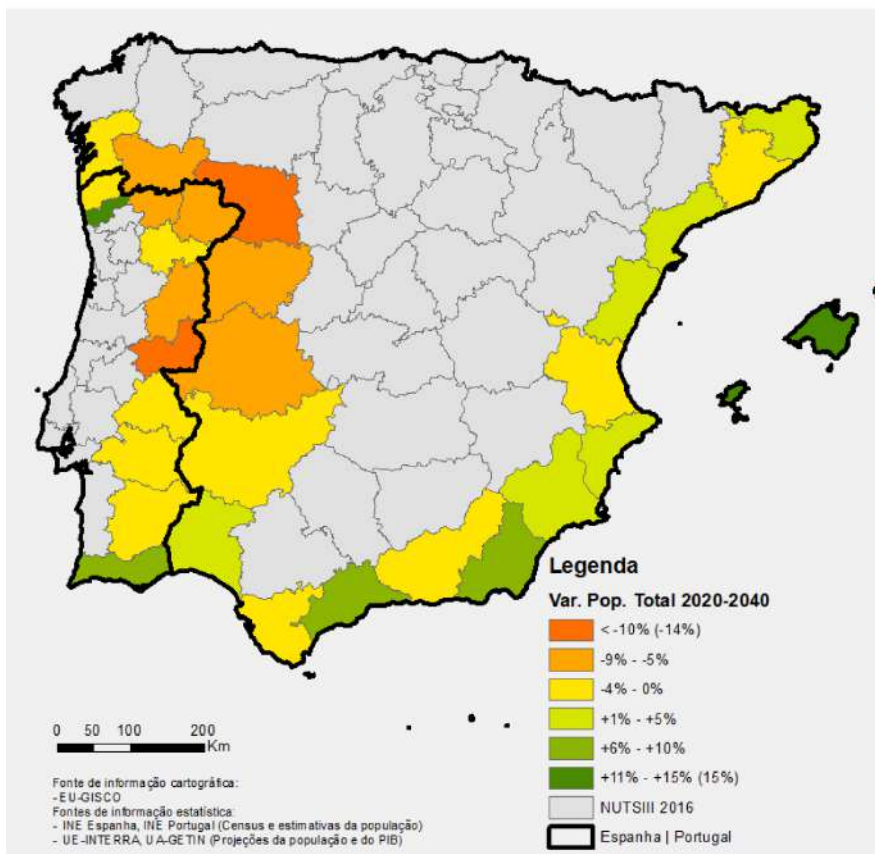 Legenda
Var. Pop. Total 2020-2040
< -10% (-14%)
-9% - -5%
-4% - 0%
+1% - +5%
+6% - +10%
+11% - +15% (15%)
NUTSIII 2016
Espanha | Portugal
0 50 100 200
Km
Fonte de informação cartográfica:
- EU-GISCO
Fontes de informação estatística:
- INE Espanha, INE Portugal (Census e estimativas da população)
- UE-INTERRA, UA-GETIN (Projeções da população e do PIB)